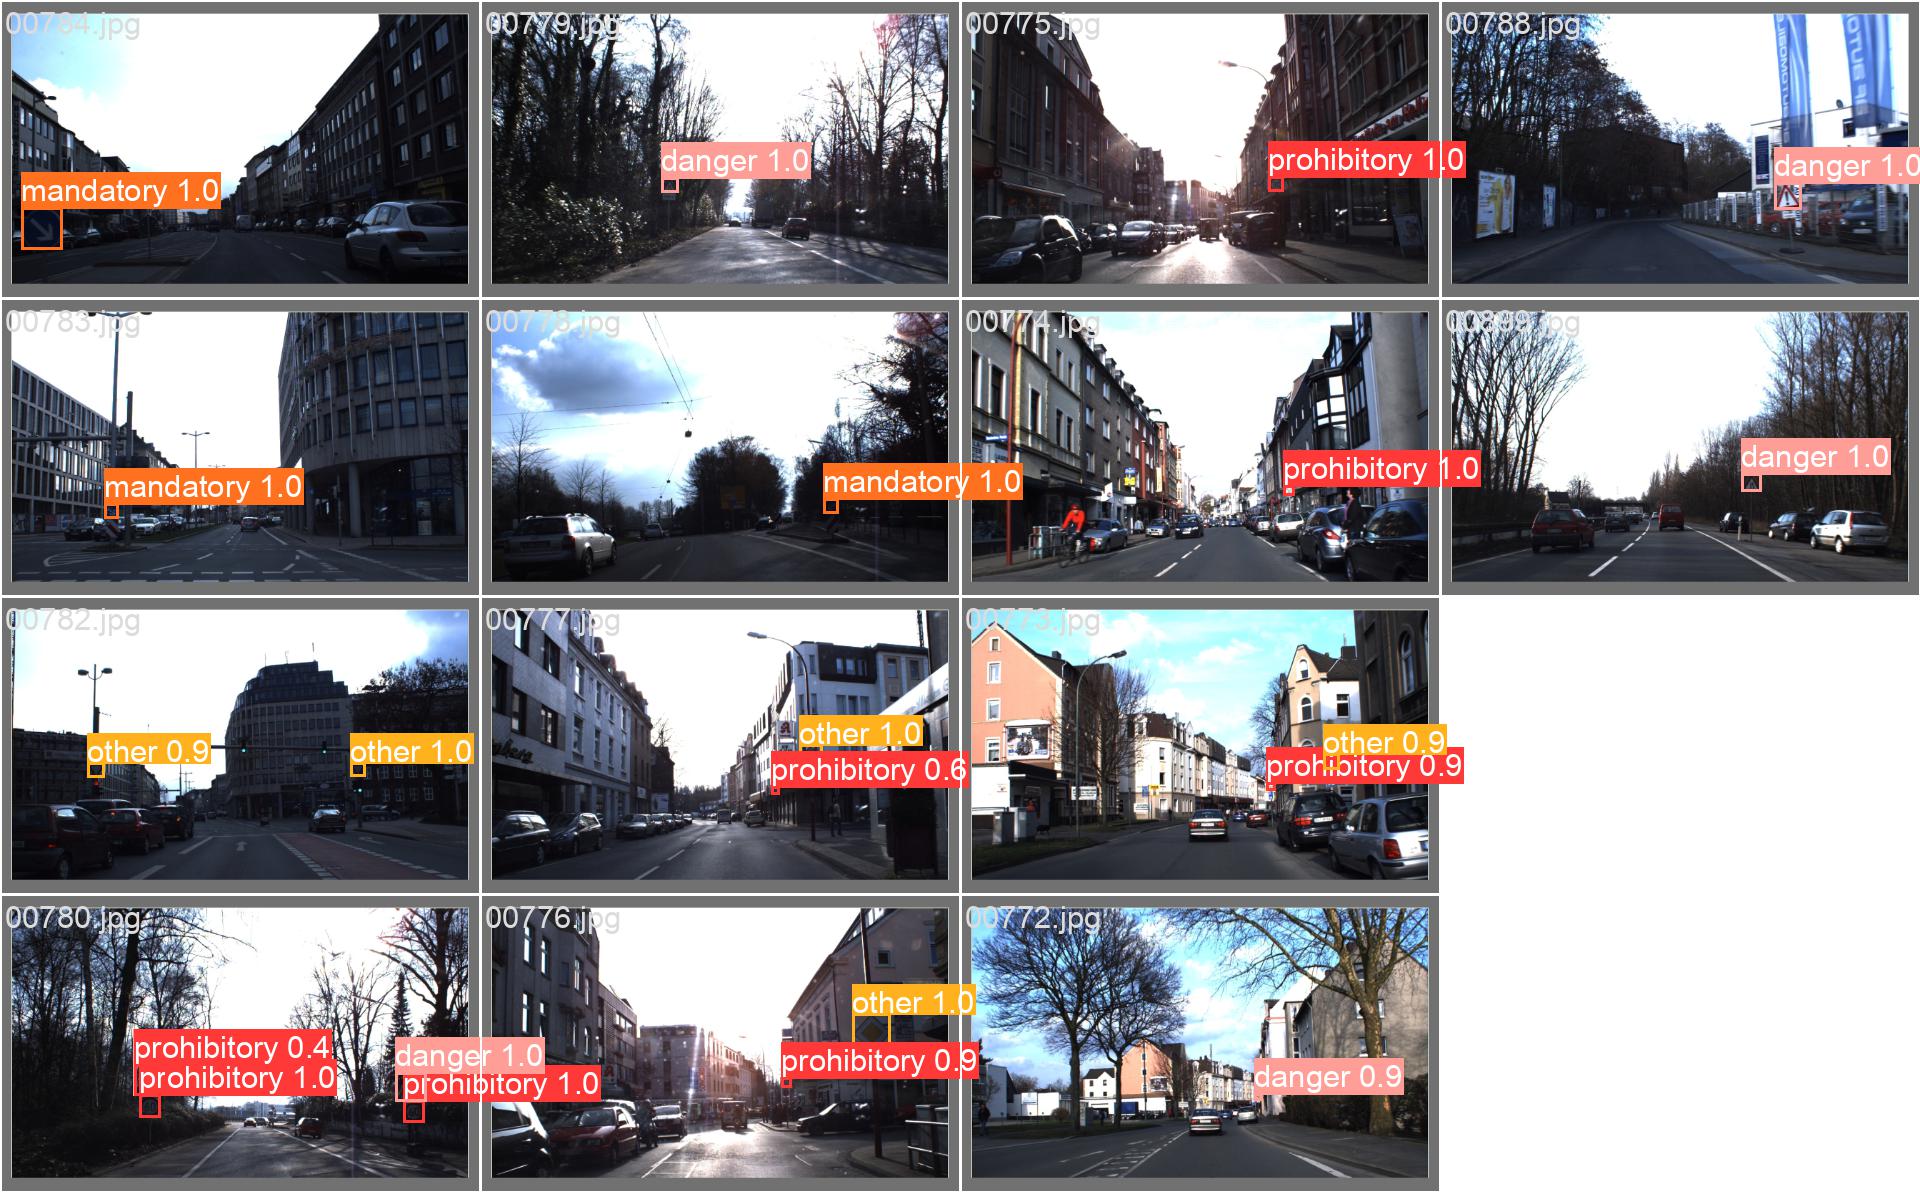 00784.jpg
mandatory 1.0
00779.jpg
danger 1.0
00775.jpg
prohibitory 1.0
00788.jpg
danger 1.0
00783.jpg
mandatory 1.0
00778.jpg
mandatory 1.0
00774.jpg
prohibitory 1.0
00899.jpg
danger 1.0
00782.jpg
other 0.9
other 1.0
00777.jpg
other 1.0
prohibitory 0.6
00773.jpg
other 0.9
prohibitory 0.9
00780.jpg
prohibitory 0.4
prohibitory 1.0
danger 1.0
prohibitory 1.0
00776.jpg
other 1.0
prohibitory 0.9
00772.jpg
danger 0.9